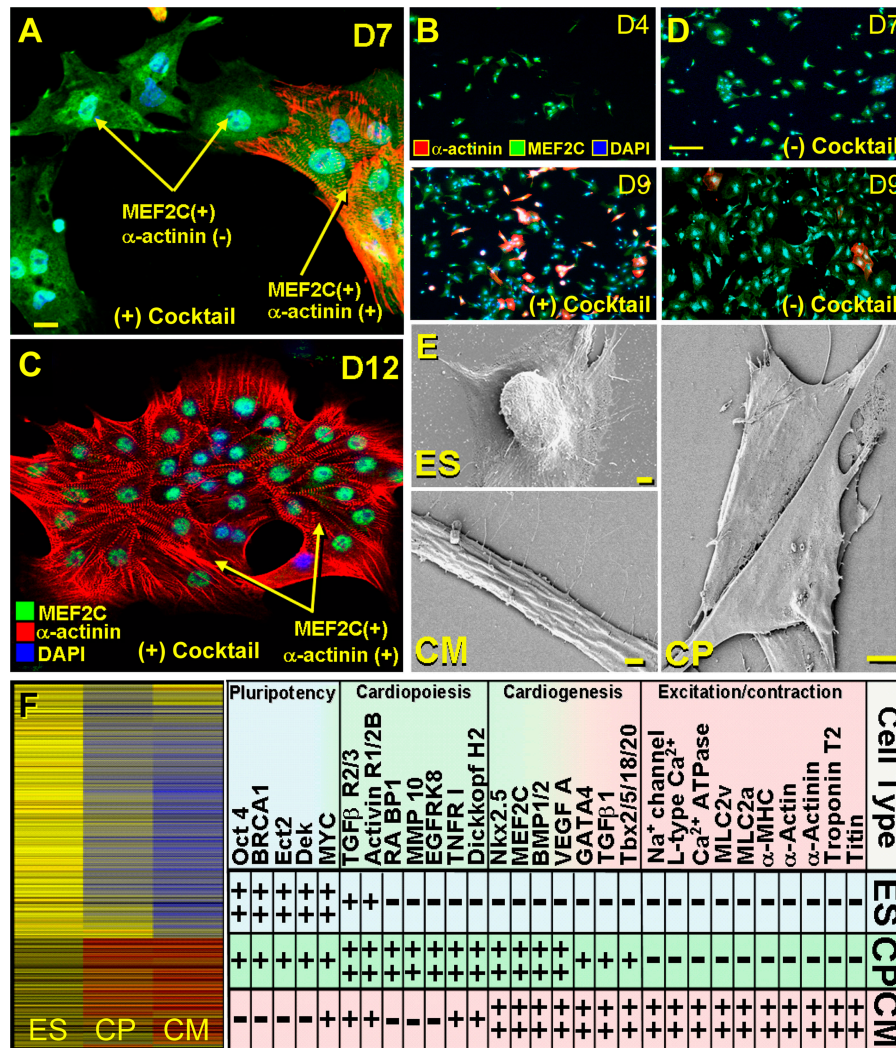 A
D7
MEF2C(+)
α-actinin (-)
MEF2C(+)
α-actinin (+)
(+) Cocktail
B
D4
α-actinin MEF2C DAPI
D9
(+) Cocktail
D
D7
(-) Cocktail
D9
(-) Cocktail
C
D12
MEF2C
α-actinin
DAPI
(+) Cocktail
MEF2C(+)
α-actinin (+)
E
ES
CM
CP
F
ES CP CM
Pluripotency Cardiopoiesis Cardiogenesis Excitation/contraction
Cell Type
Oct 4
BRCA1
Ect2
Dek
MYC
TGFβ R2/3
Activin R1/2B
RA BP1
MMP 10
EGFRK8
TNFR I
Dickkopf H2
Nkx2.5
MEF2C
BMP1/2
VEGF A
GATA4
TGFβ1
Tbx2/5/18/20
Na⁺ channel
L-type Ca²⁺
Ca²⁺ ATPase
MLC2v
MLC2a
α-MHC
α-Actin
α-Actinin
Troponin T2
Titin
++ ++ ++ ++ ++ + + - - - - - - - - - - - - - - - - - - - - - - ES
+ + + + + ++ ++ ++ ++ ++ ++ ++ ++ ++ ++ ++ + + + - - - - - - - - - - CP
- - - - + + + - - - + + ++ ++ ++ ++ ++ ++ ++ ++ ++ ++ ++ ++ ++ ++ ++ ++ ++ CM